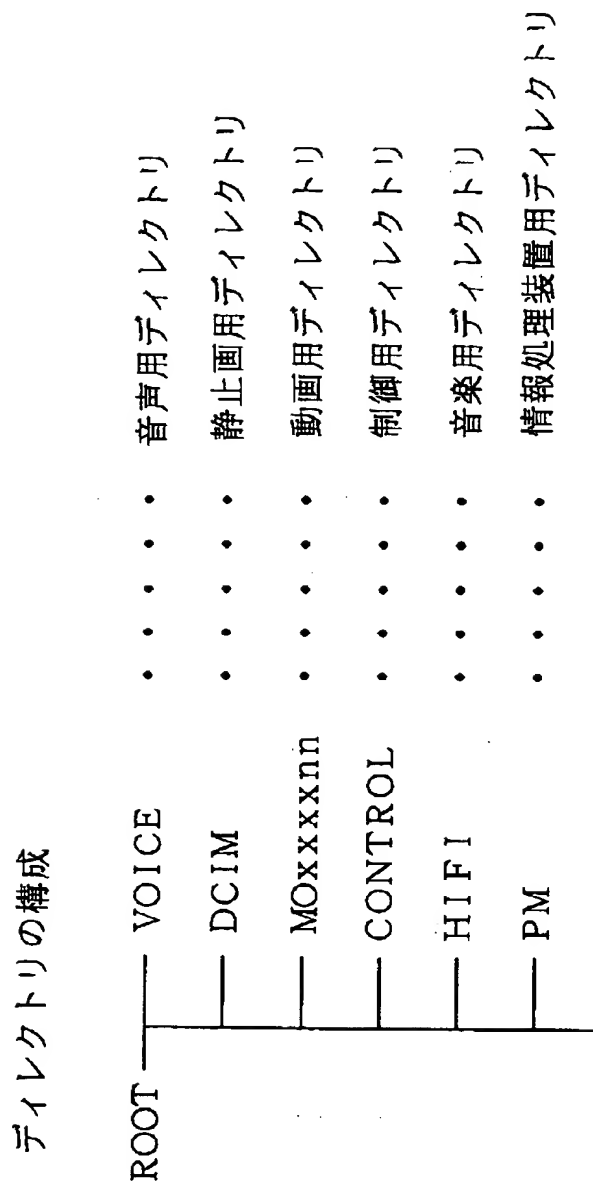 ディレクトリの構成
ROOT VOICE ・・・・・ 音声用ディレクトリ
DCIM ・・・・・ 静止画用ディレクトリ
MOxxxxnn ・・・・・ 動画用ディレクトリ
CONTROL ・・・・・ 制御用ディレクトリ
HIFI ・・・・・ 音楽用ディレクトリ
PM ・・・・・ 情報処理装置用ディレクトリ